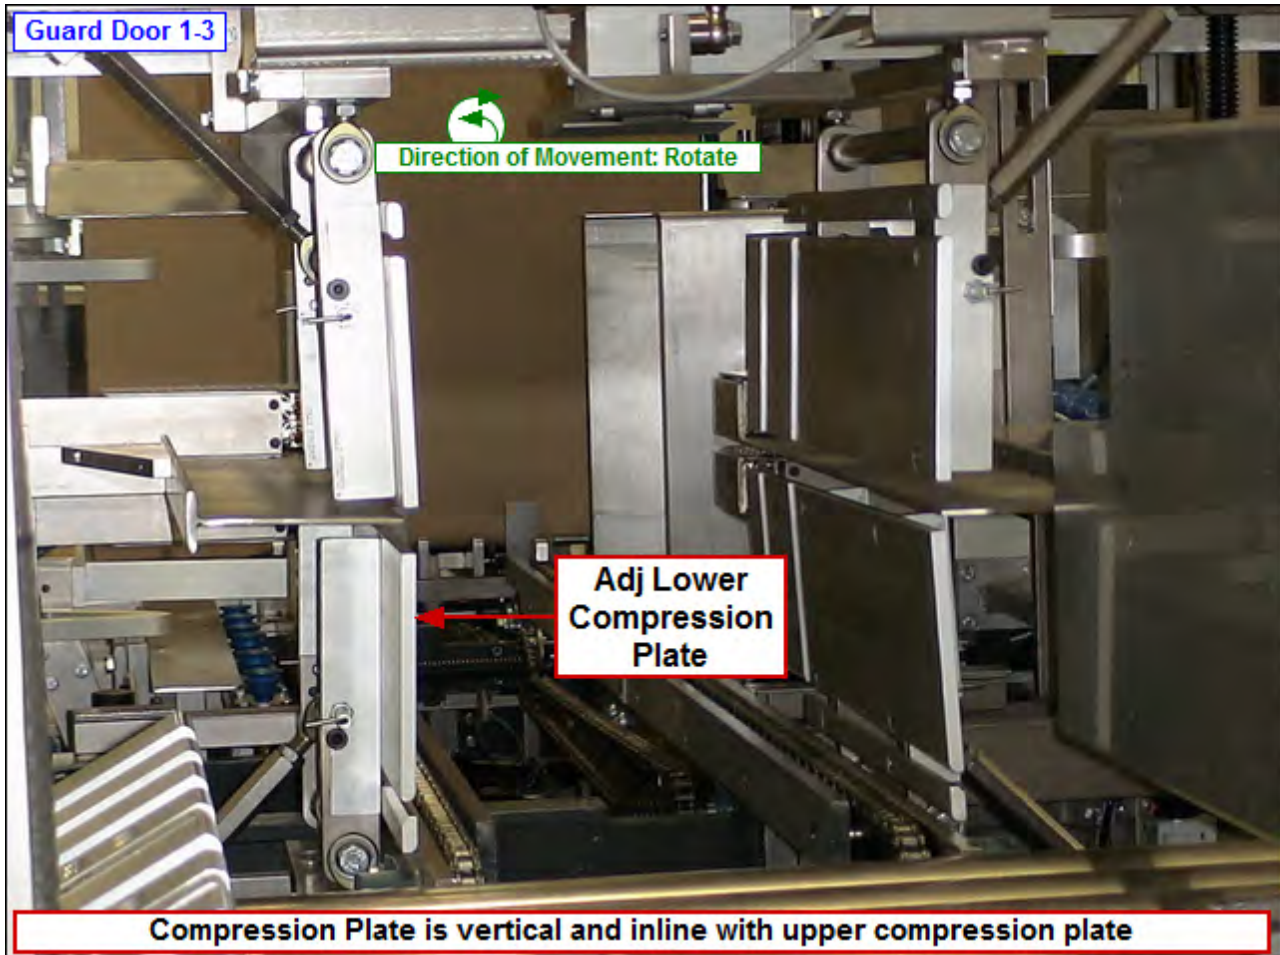 Guard Door 1-3
Direction of Movement: Rotate
Adj Lower
Compression
Plate
Compression Plate is vertical and inline with upper compression plate